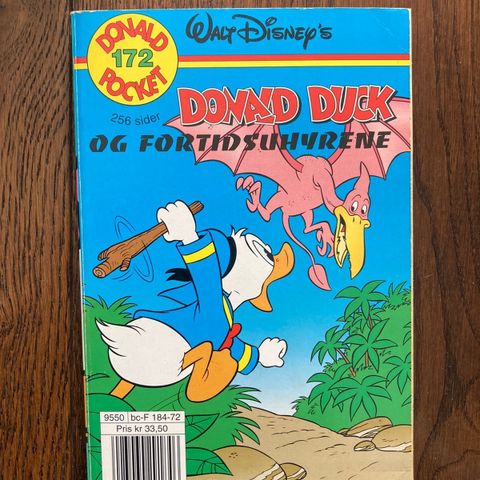 DONALD
172
POCKET
WALT DISNEY'S
256 sider
DONALD DUCK
OG FORTIDSUHYRENE
9550 bc-F 184-72
Pris kr 33,50